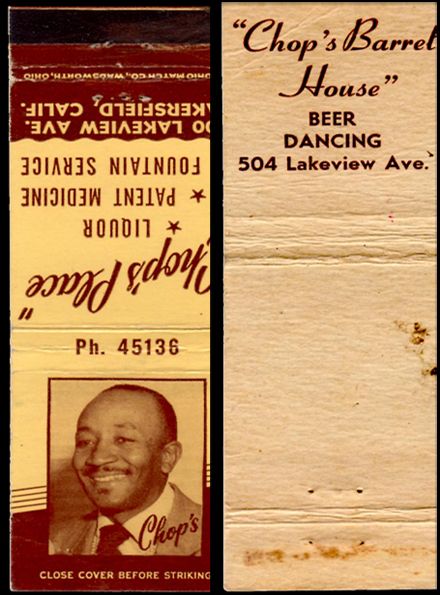 "Chop's Place"
★ LIQUOR
★ PATENT MEDICINE
FOUNTAIN SERVICE
00 LAKEVIEW AVE.
AKERSFIELD, CALIF.
OHIO MATCH CO., WADSWORTH, OHIO
Ph. 45136
Chop's
CLOSE COVER BEFORE STRIKING
"Chop's Barrel
House"
BEER
DANCING
504 Lakeview Ave.